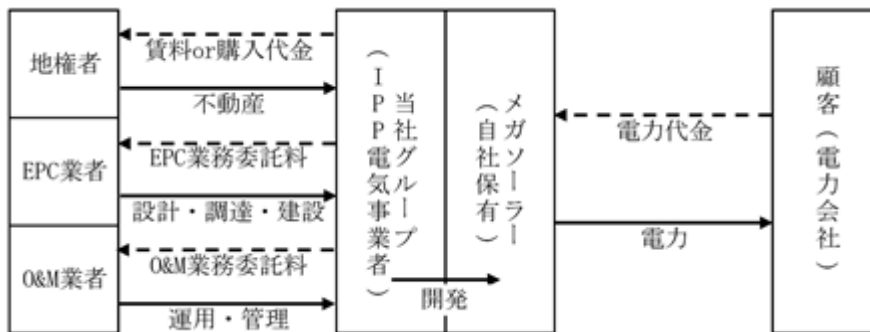 地権者
賃料or購入代金
不動産
EPC業者
EPC業務委託料
設計・調達・建設
O&M業者
O&M業務委託料
運用・管理
当社グループ
(IPP電気事業者)
開発
メガソーラー
(自社保有)
電力代金
電力
顧客(電力会社)